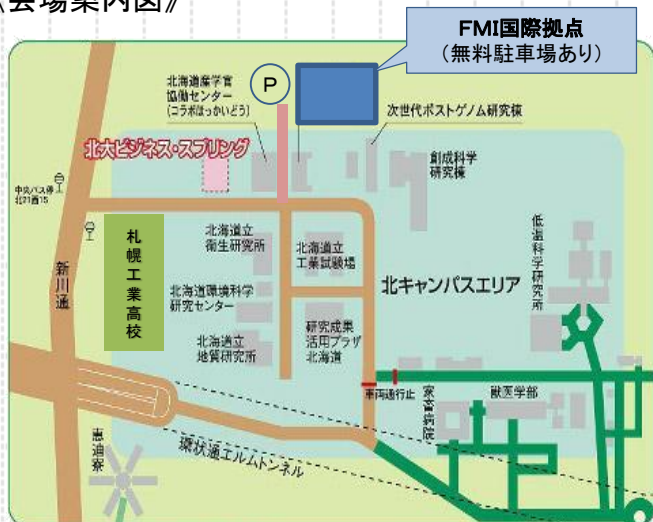 《会場案内図》
FMI国際拠点
(無料駐車場あり)
P
北海道産学官
協働センター
(コラボほっかいどう)
次世代ポストゲノム研究棟
北大ビジネス・スプリング
創成科学
研究棟
中央バス停
北21西15
札幌工業高校
北海道立
衛生研究所
北海道立
工業試験場
低温科学研究所
新川通
北海道環境科学
研究センター
北キャンパスエリア
北海道立
地質研究所
研究成果
活用プラザ
北海道
車両通行止
家畜病院
獣医学部
恵迪寮
環状通エルムトンネル